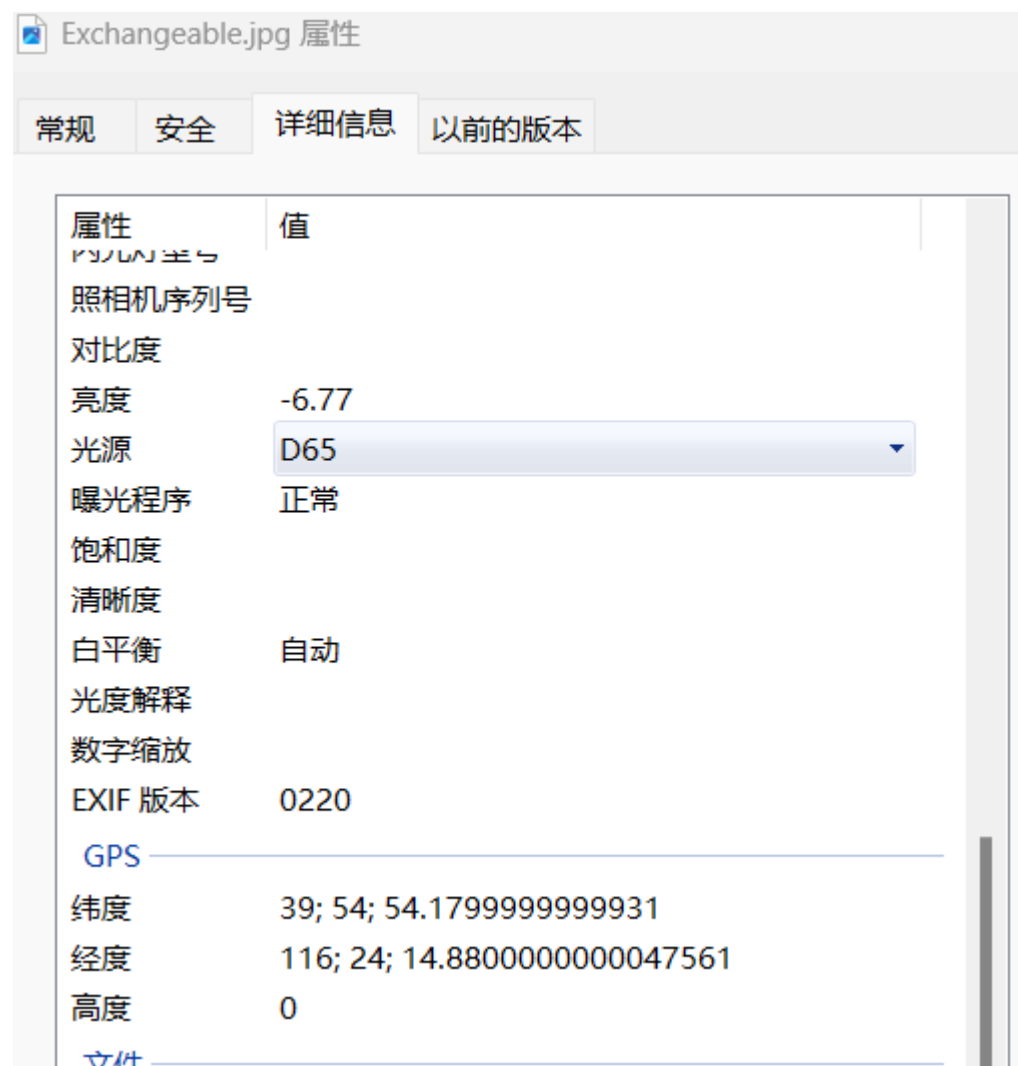 Exchangeable.jpg 属性
常规 安全 详细信息 以前的版本
属性 值
照相机序列号
对比度
亮度 -6.77
光源 D65
曝光程序 正常
饱和度
清晰度
白平衡 自动
光度解释
数字缩放
EXIF 版本 0220
GPS
纬度 39; 54; 54.1799999999931
经度 116; 24; 14.8800000000047561
高度 0
文件